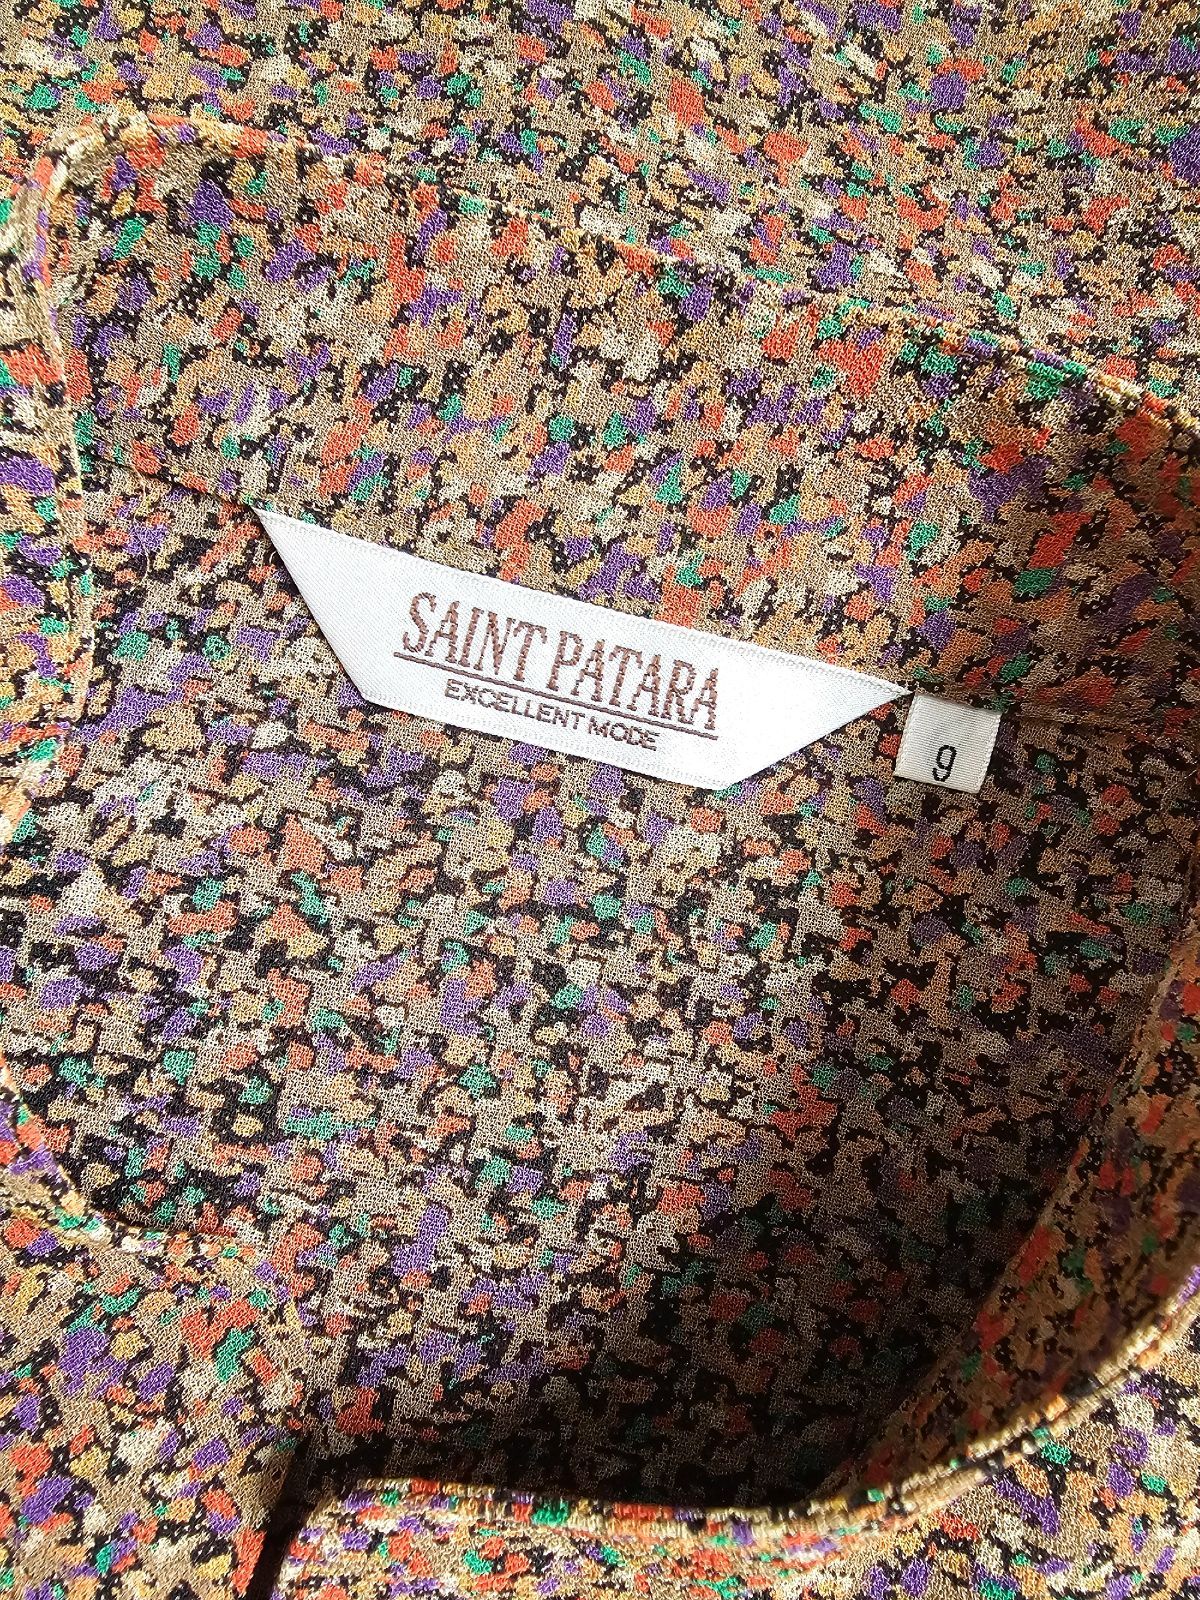 SAINT PATARA
EXCELLENT MODE
9